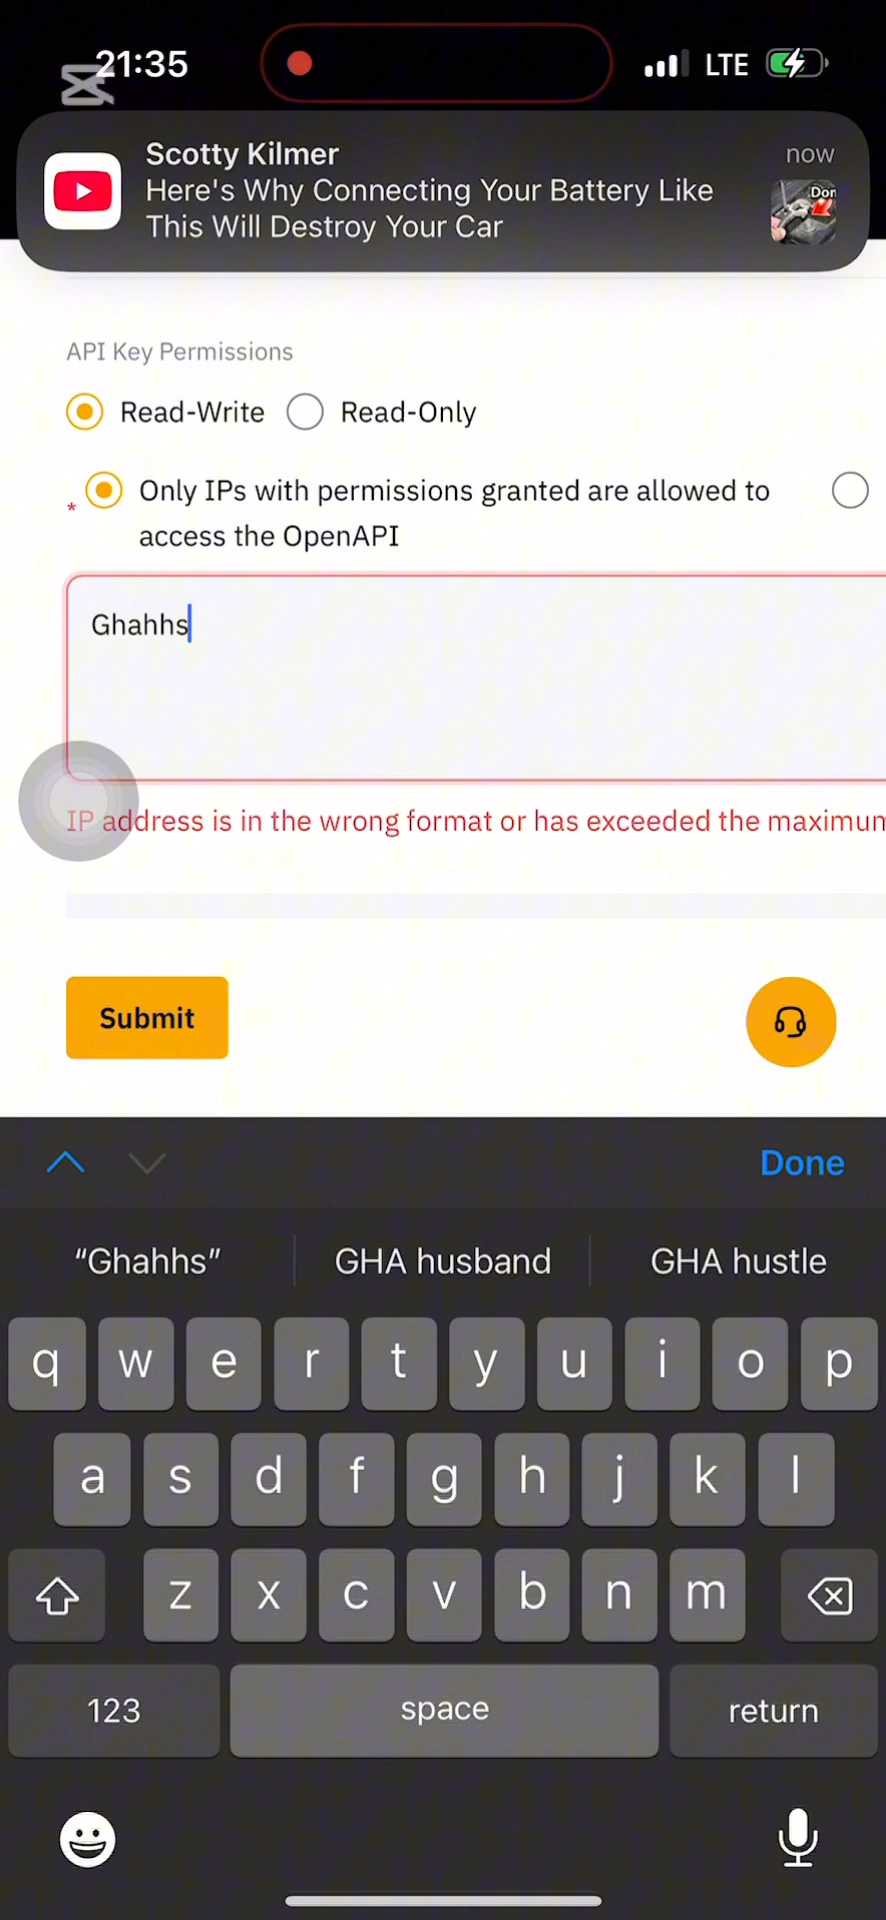 21:35
LTE
Scotty Kilmer
now
Here's Why Connecting Your Battery Like
This Will Destroy Your Car
Don
API Key Permissions
Read-Write
Read-Only
* Only IPs with permissions granted are allowed to
access the OpenAPI
Ghahhs
IP address is in the wrong format or has exceeded the maximum
Submit
Done
“Ghahhs”
GHA husband
GHA hustle
q w e r t y u i o p
a s d f g h j k l
z x c v b n m
123
space
return